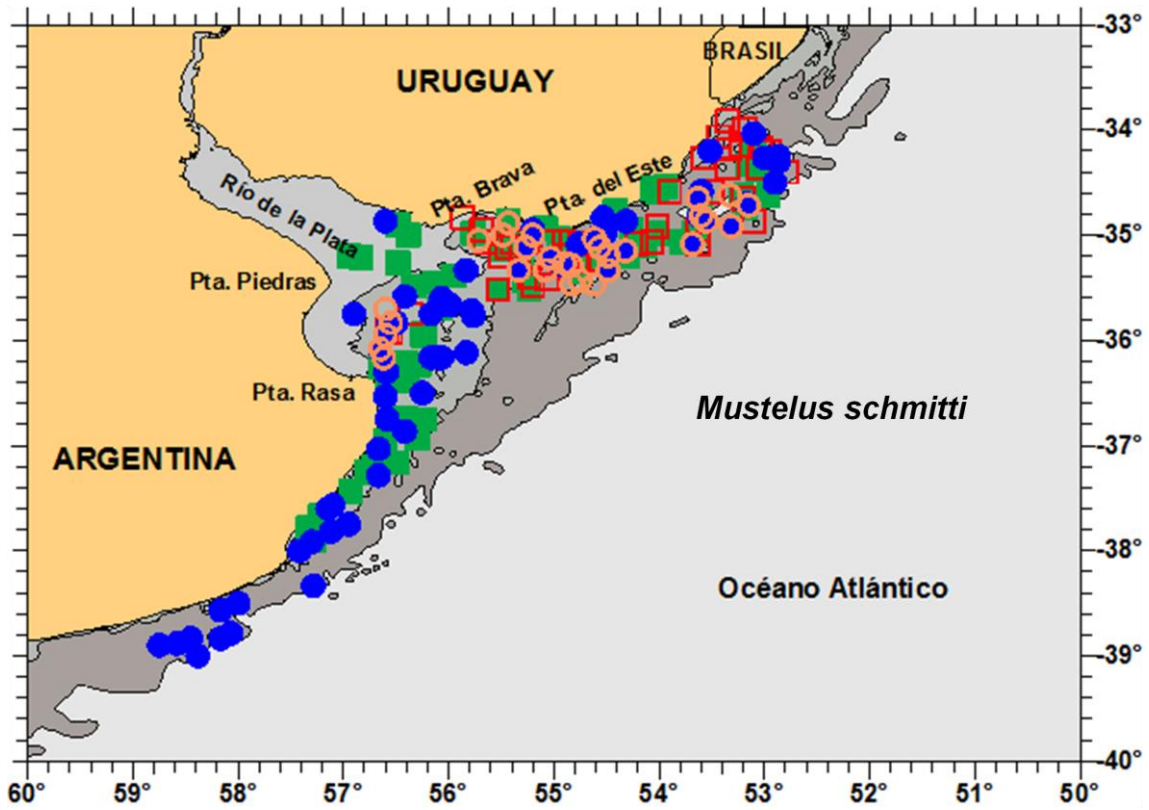 -33°
BRASIL
URUGUAY
-34°
Pta. Brava
Pta. del Este
Río de la Plata
-35°
Pta. Piedras
-36°
Pta. Rasa
Mustelus schmitti
-37°
ARGENTINA
-38°
Océano Atlántico
-39°
-40°
60° 59° 58° 57° 56° 55° 54° 53° 52° 51° 50°